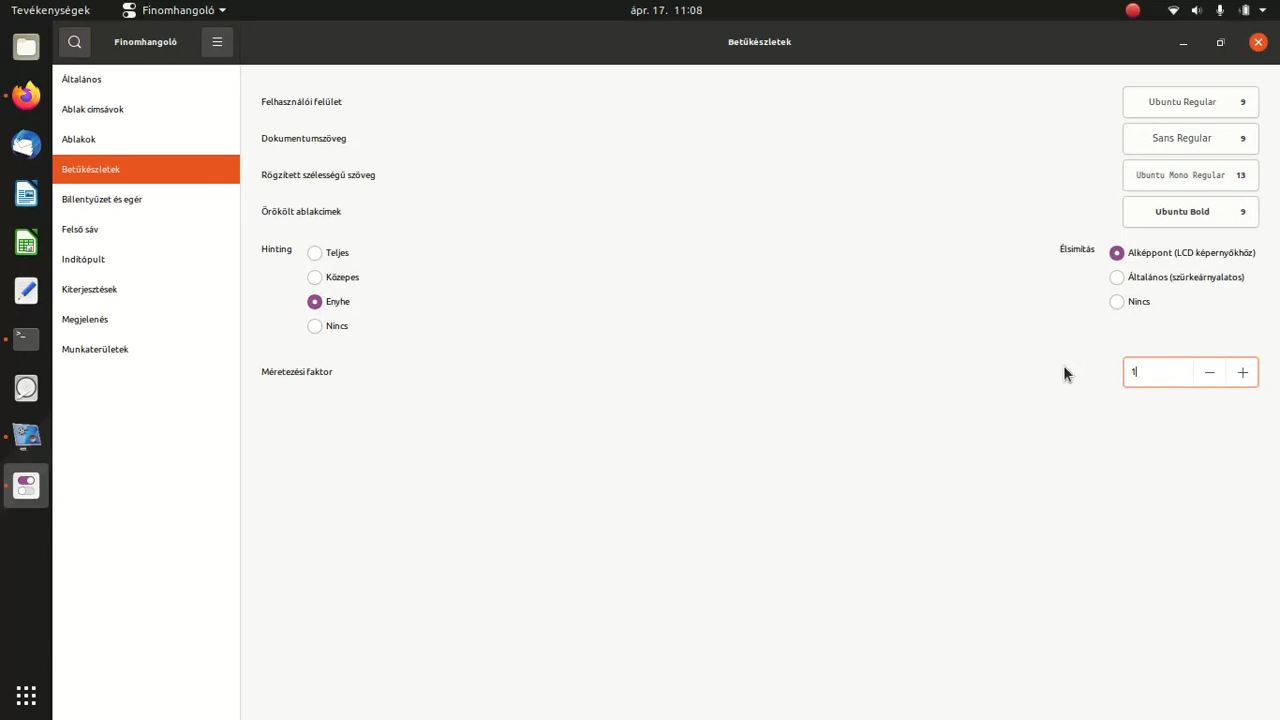 Tevékenységek Finomhangoló ápr. 17. 11:08
Finomhangoló Betűkészletek
Általános
Ablak címsávok
Ablakok
Betűkészletek
Billentyűzet és egér
Felső sáv
Indítópult
Kiterjesztések
Megjelenés
Munkaterületek
Felhasználói felület Ubuntu Regular 9
Dokumentumszöveg Sans Regular 9
Rögzített szélességű szöveg Ubuntu Mono Regular 13
Örökölt ablakcímek Ubuntu Bold 9
Hinting
Teljes
Közepes
Enyhe
Nincs
Élsimítás
Alképpont (LCD képernyőkhöz)
Általános (szürkeárnyalatos)
Nincs
Méretezési faktor 1 − +